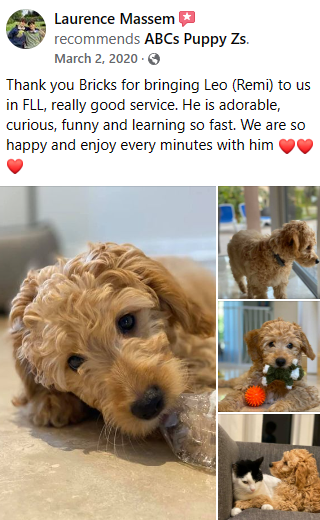 Laurence Massem
recommends ABCs Puppy Zs.
March 2, 2020 ·
Thank you Bricks for bringing Leo (Remi) to us
in FLL, really good service. He is adorable,
curious, funny and learning so fast. We are so
happy and enjoy every minutes with him ❤️❤️
❤️